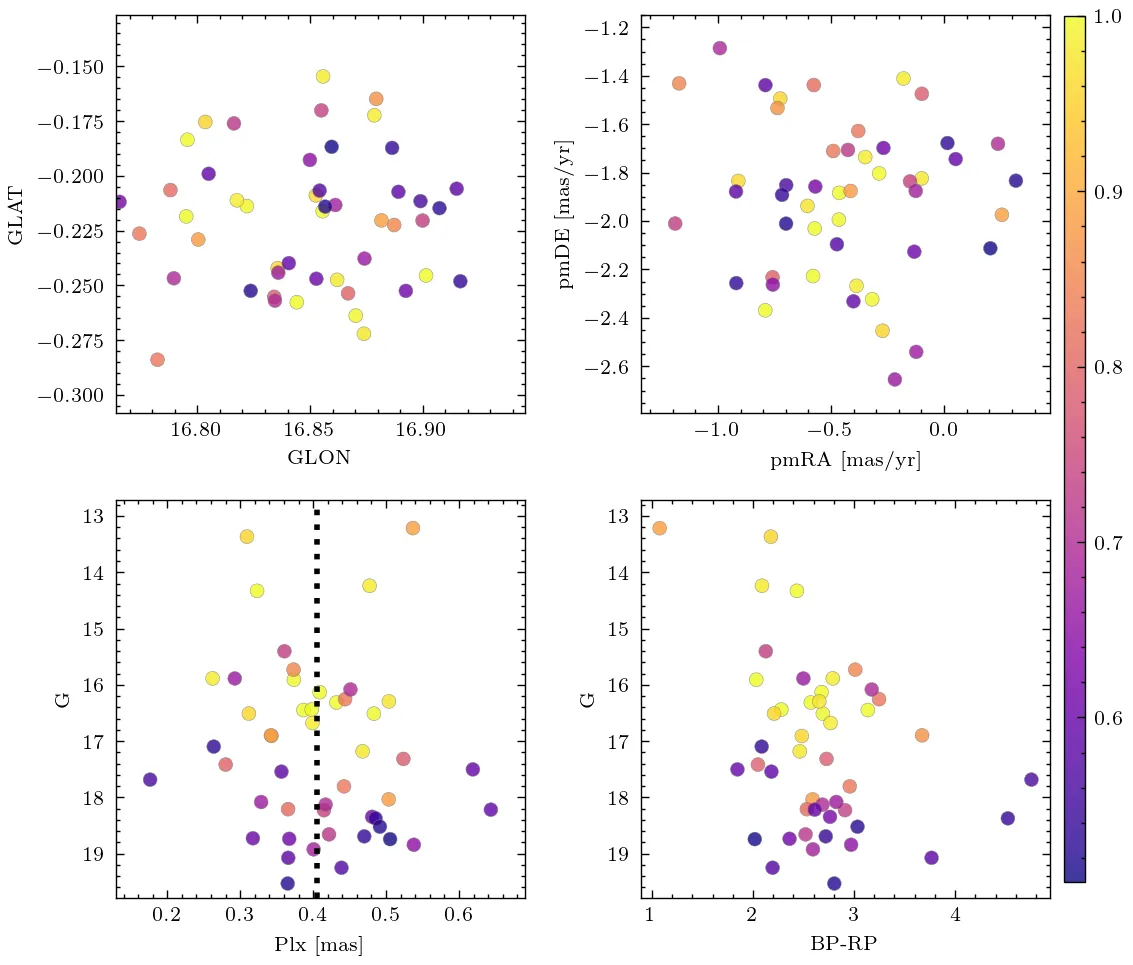 −0.150
−0.175
−0.200
−0.225
−0.250
−0.275
−0.300
GLAT
16.80 16.85 16.90
GLON
−1.2
−1.4
−1.6
−1.8
−2.0
−2.2
−2.4
−2.6
pmDE [mas/yr]
−1.0 −0.5 0.0
pmRA [mas/yr]
13
14
15
16
17
18
19
G
0.2 0.3 0.4 0.5 0.6
Plx [mas]
13
14
15
16
17
18
19
G
1 2 3 4
BP-RP
1.0
0.9
0.8
0.7
0.6